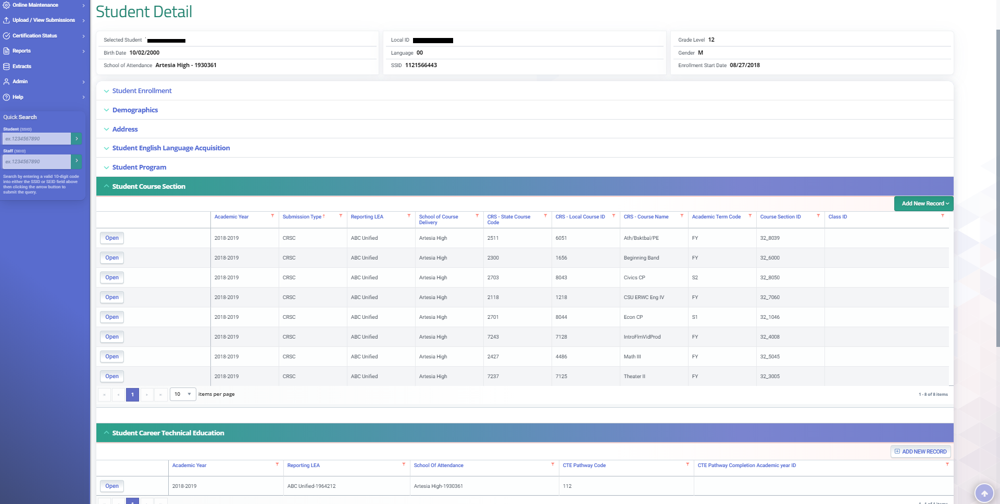 Online Maintenance
Upload / View Submissions
Certification Status
Reports
Extracts
Admin
Help
Quick Search
Student (SSID)
ex.1234567890
Staff (SEID)
ex.1234567890
Search by entering a valid 10-digit code
into either the SSID or SEID field above
then clicking the arrow button to
submit the query.
Student Detail
Selected Student
Birth Date 10/02/2000
School of Attendance Artesia High - 1930361
Local ID
Language 00
SSID 1121566443
Grade Level 12
Gender M
Enrollment Start Date 08/27/2018
Student Enrollment
Demographics
Address
Student English Language Acquisition
Student Program
Student Course Section
Add New Record
Academic Year Submission Type Reporting LEA School of Course Delivery CRS - State Course Code CRS - Local Course ID CRS - Course Name Academic Term Code Course Section ID Class ID
Open 2018-2019 CRSC ABC Unified Artesia High 2511 6051 Ath/Bsktbal/PE FY 32_8039
Open 2018-2019 CRSC ABC Unified Artesia High 2300 1656 Beginning Band FY 32_6000
Open 2018-2019 CRSC ABC Unified Artesia High 2703 8043 Civics CP S2 32_8050
Open 2018-2019 CRSC ABC Unified Artesia High 2118 1218 CSU ERWC Eng IV FY 32_7060
Open 2018-2019 CRSC ABC Unified Artesia High 2701 8044 Econ CP S1 32_1046
Open 2018-2019 CRSC ABC Unified Artesia High 7243 7128 IntroFlmVidProd FY 32_4008
Open 2018-2019 CRSC ABC Unified Artesia High 2427 4486 Math III FY 32_5045
Open 2018-2019 CRSC ABC Unified Artesia High 7237 7125 Theater II FY 32_3005
1 10 items per page 1 - 8 of 8 items
Student Career Technical Education
ADD NEW RECORD
Academic Year Reporting LEA School Of Attendance CTE Pathway Code CTE Pathway Completion Academic year ID
Open 2018-2019 ABC Unified-1964212 Artesia High-1930361 112
1 1 - 1 of 1 items